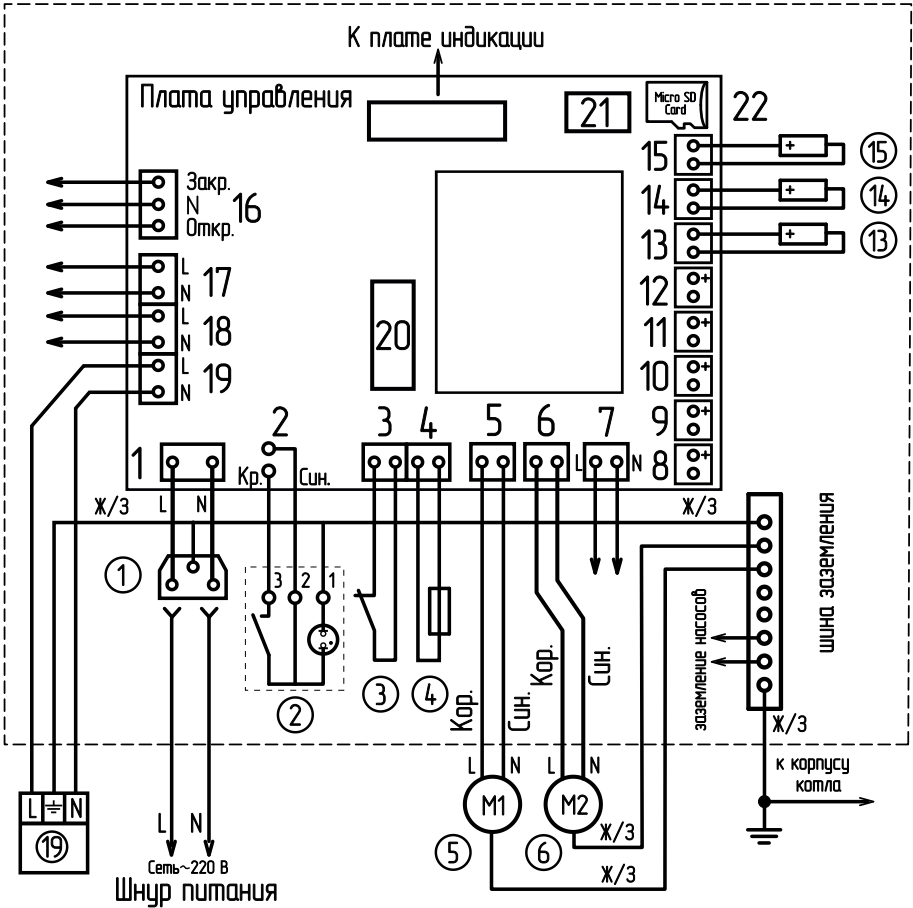 К плате индикации
Плата управления
21
Micro SD
Card
22
15
+
15
14
+
14
13
+
13
12
+
11
+
10
+
9
+
8
+
Закр.
N
Откр.
16
L
N
17
L
N
18
L
N
19
20
1
2
3
4
5
6
7
Кр.
Син.
L
N
Ж/З
L
N
Ж/З
1
3
2
1
2
3
4
Кор.
Син.
Кор.
Син.
заземление насосов
шина заземления
Ж/З
к корпусу
котла
L
N
L
N
M1
M2
5
6
Ж/З
Ж/З
L
N
19
L
N
Сеть~220 В
Шнур питания